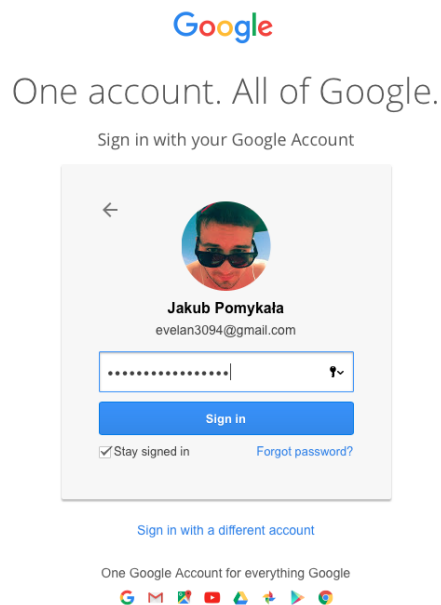 Google
One account. All of Google.
Sign in with your Google Account
Jakub Pomykała
evelan3094@gmail.com
•••••••••••••••••
Sign in
Stay signed in
Forgot password?
Sign in with a different account
One Google Account for everything Google